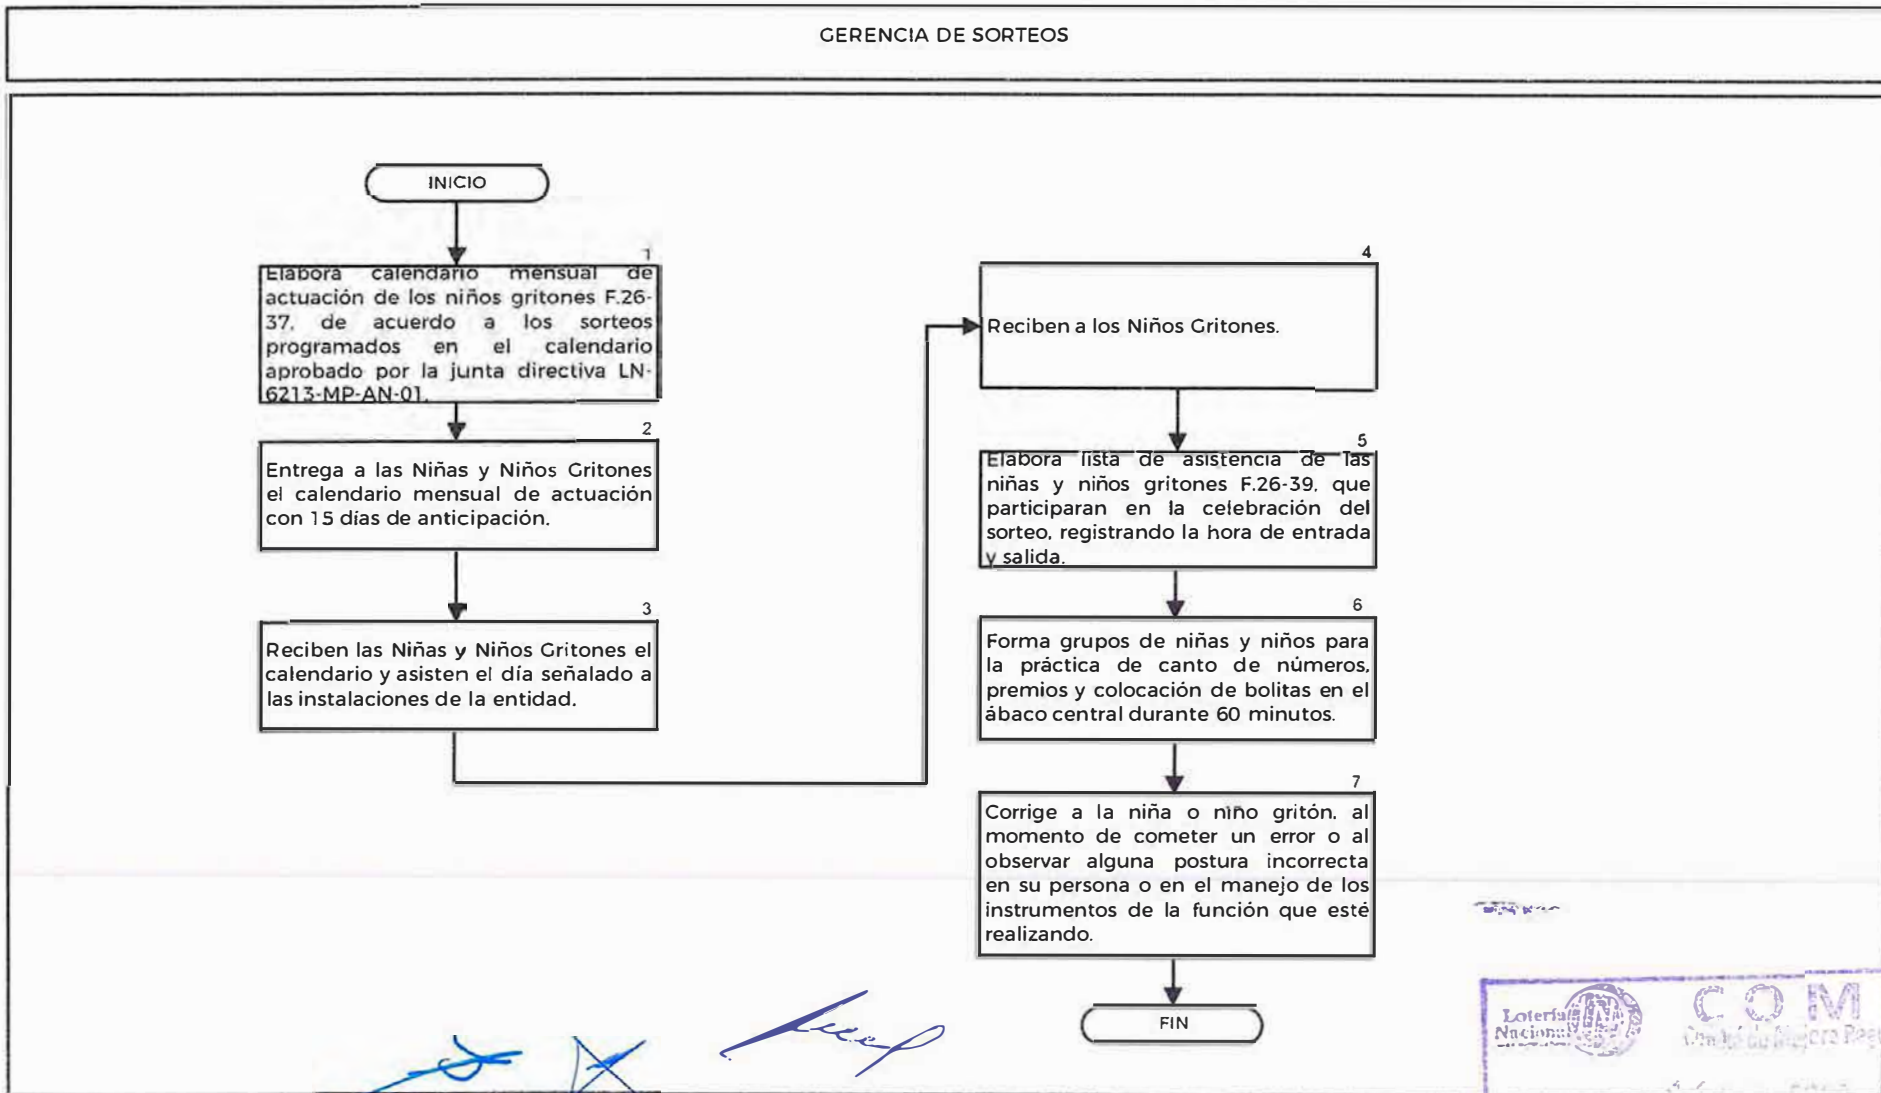 GERENCIA DE SORTEOS
INICIO
1
Elabora calendario mensual de
actuación de los niños gritones F.26-
37, de acuerdo a los sorteos
programados en el calendario
aprobado por la junta directiva LN-
6213-MP-AN-01.
2
Entrega a las Niñas y Niños Gritones
el calendario mensual de actuación
con 15 días de anticipación.
3
Reciben las Niñas y Niños Gritones el
calendario y asisten el día señalado a
las instalaciones de la entidad.
4
Reciben a los Niños Gritones.
5
Elabora lista de asistencia de las
niñas y niños gritones F.26-39, que
participaran en la celebración del
sorteo, registrando la hora de entrada
y salida.
6
Forma grupos de niñas y niños para
la práctica de canto de números,
premios y colocación de bolitas en el
ábaco central durante 60 minutos.
7
Corrige a la niña o niño gritón, al
momento de cometer un error o al
observar alguna postura incorrecta
en su persona o en el manejo de los
instrumentos de la función que esté
realizando.
FIN
Lotería
Nacional
COM